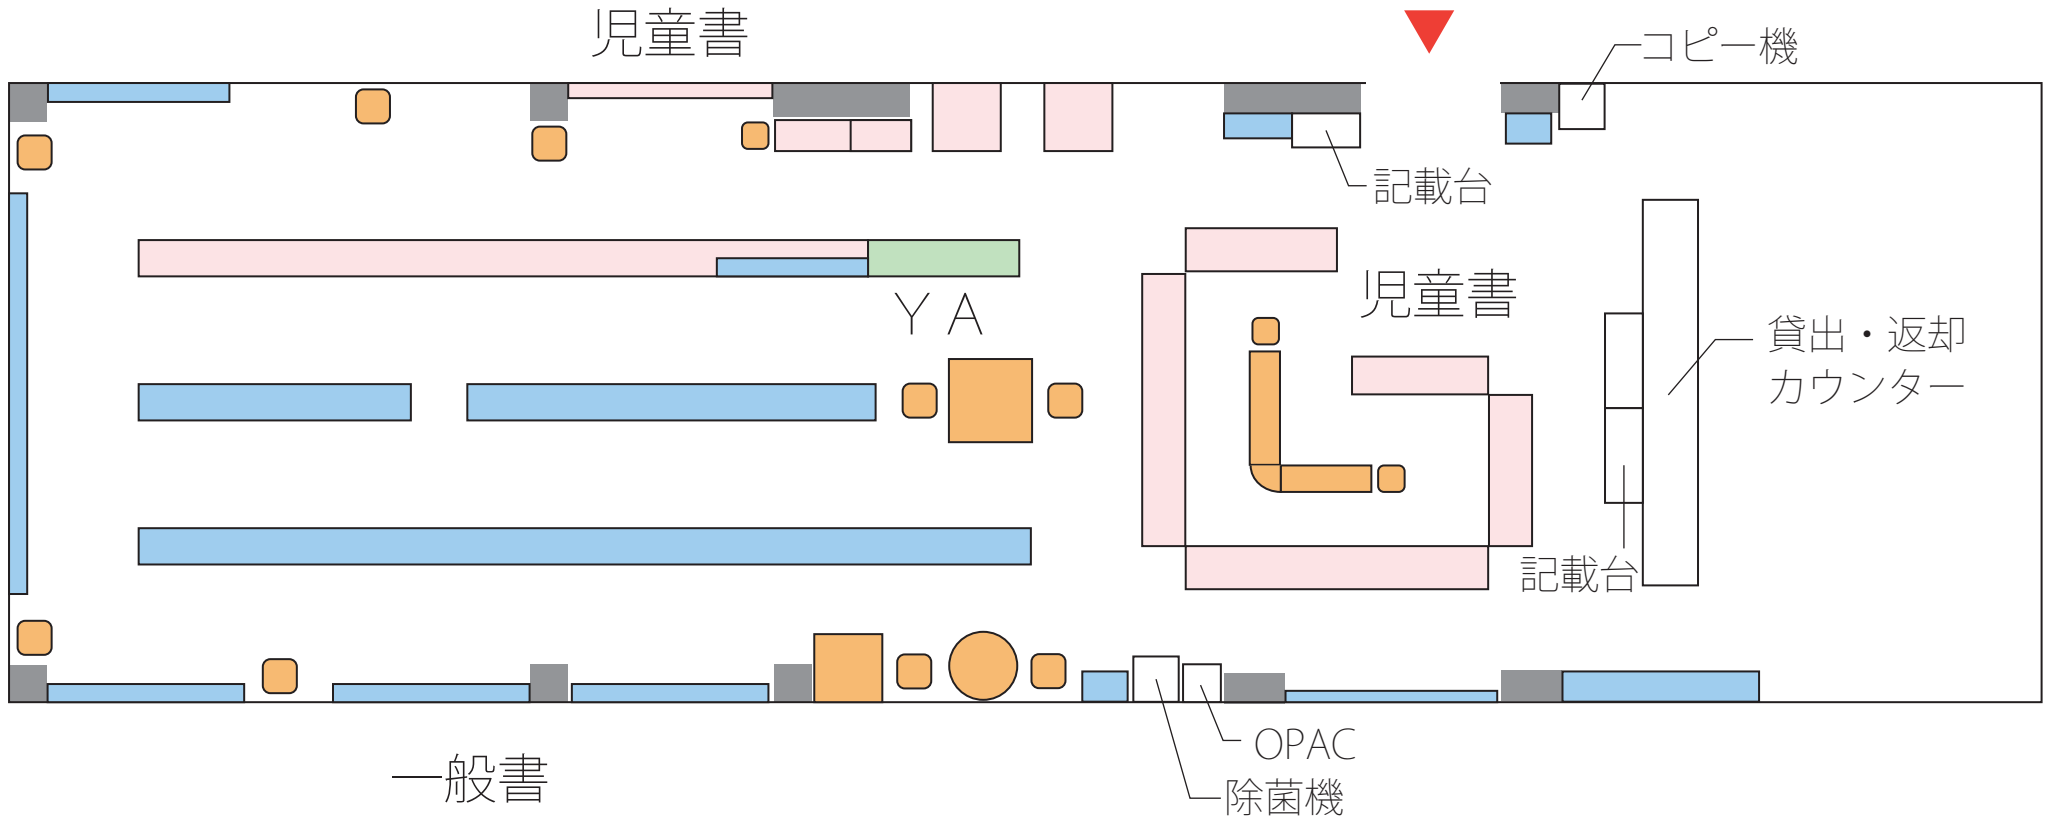 児童書
コピー機
記載台
児童書
ＹＡ
貸出・返却
カウンター
記載台
OPAC
除菌機
一般書